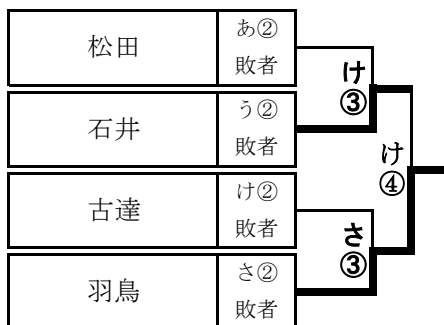 松田
あ②
敗者
け
③
石井
う②
敗者
け
④
古達
け②
敗者
さ
③
羽鳥
さ②
敗者